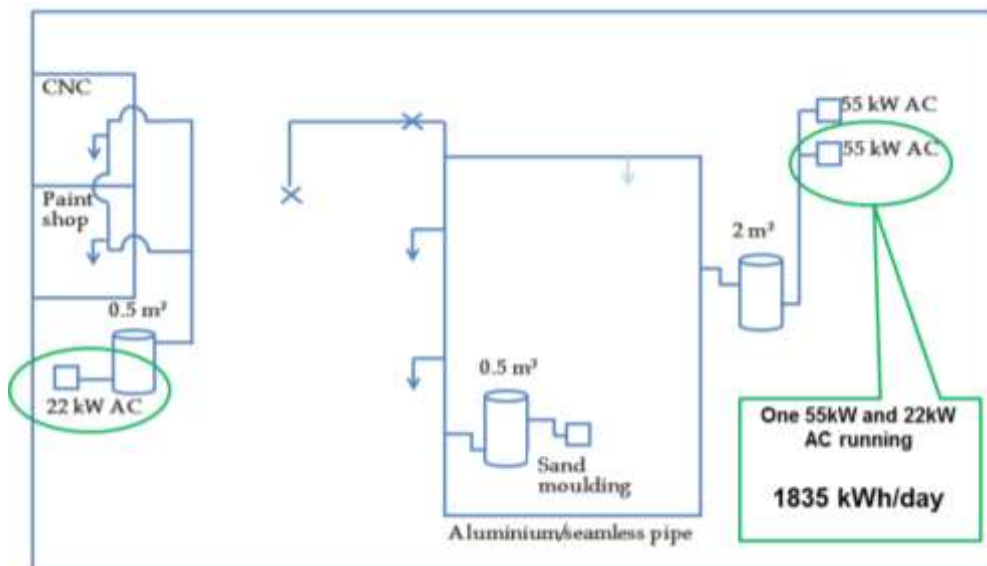 CNC
Paint
shop
0.5 m³
22 kW AC
55 kW AC
55 kW AC
2 m³
0.5 m³
Sand
moulding
Aluminium/seamless pipe
One 55kW and 22kW
AC running
1835 kWh/day